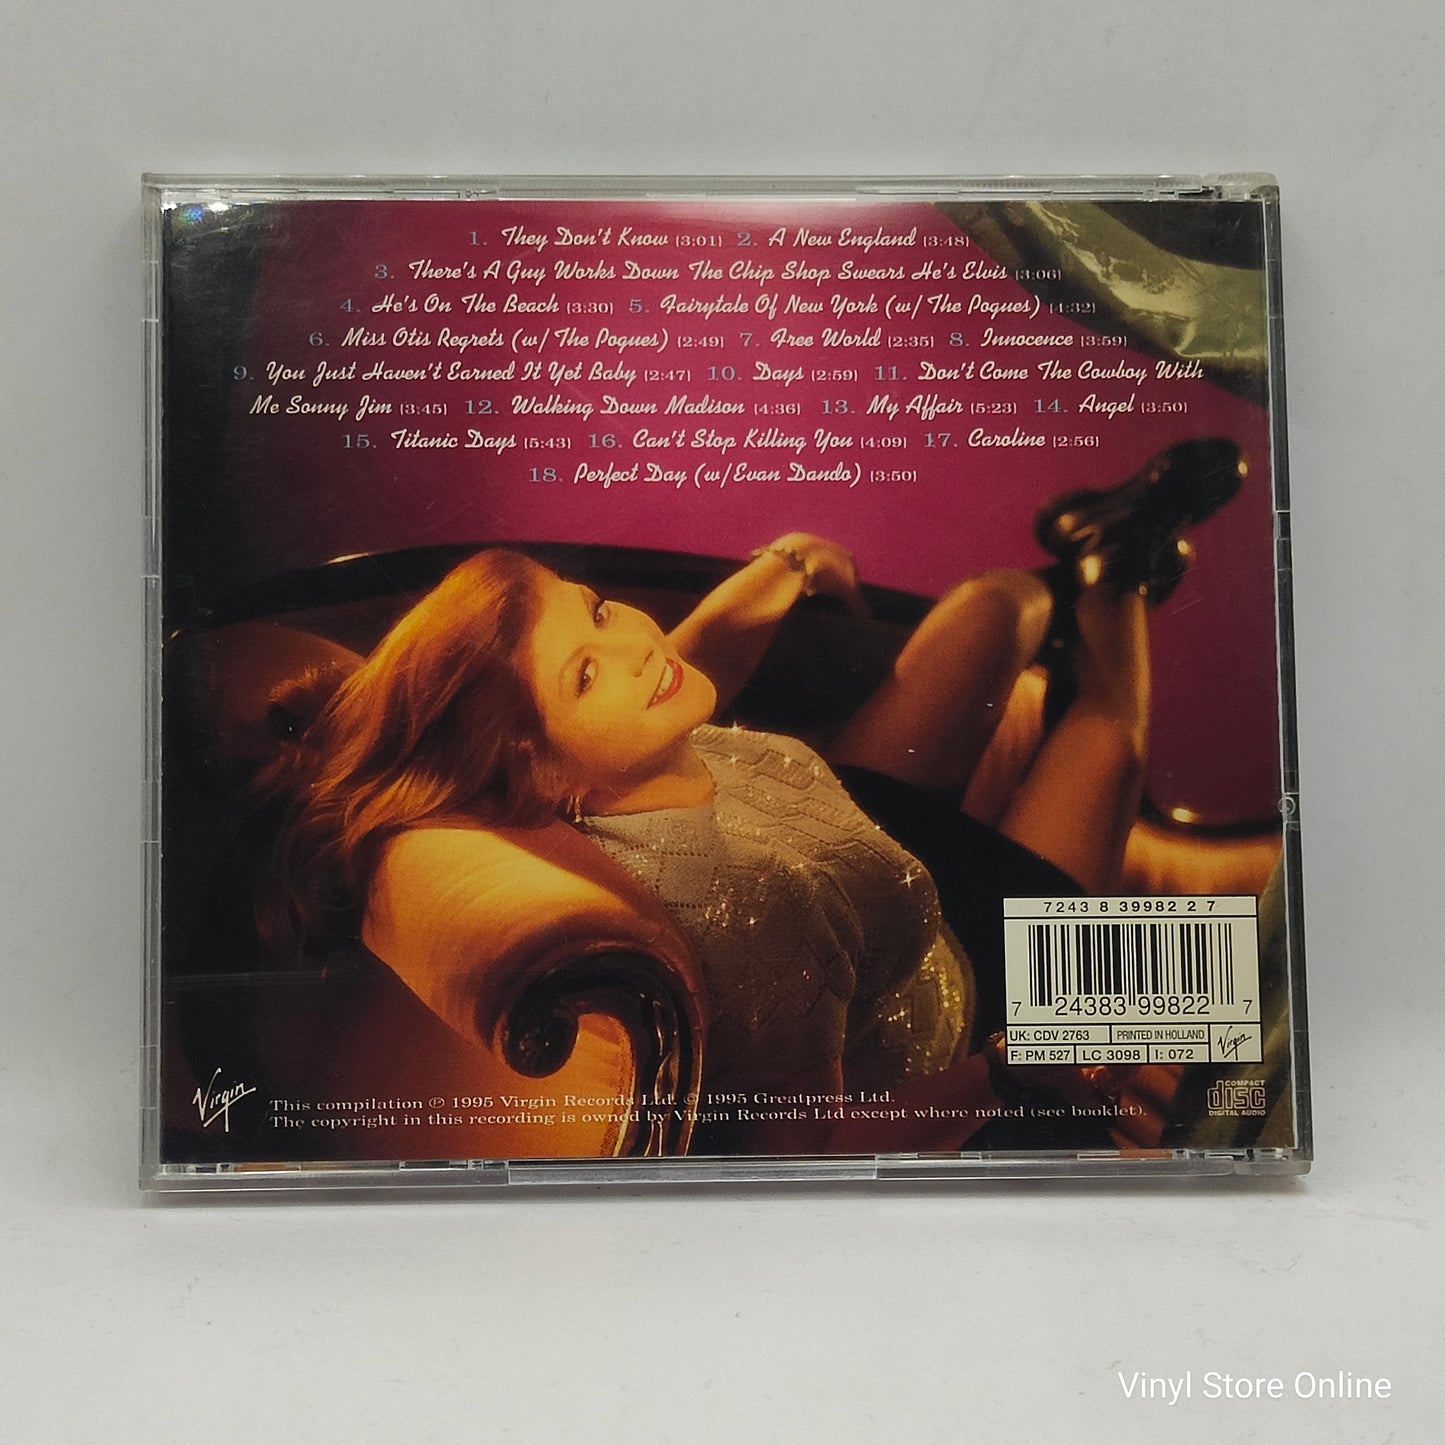 1. They Don't Know (3:01) 2. A New England (3:48)
3. There's A Guy Works Down The Chip Shop Swears He's Elvis (3:06)
4. He's On The Beach (3:30) 5. Fairytale Of New York (w/ The Pogues) (4:32)
6. Miss Otis Regrets (w/ The Pogues) (2:49) 7. Free World (2:35) 8. Innocence (3:59)
9. You Just Haven't Earned It Yet Baby (2:47) 10. Days (2:59) 11. Don't Come The Cowboy With
Me Sonny Jim (3:45) 12. Walking Down Madison (4:36) 13. My Affair (5:23) 14. Angel (3:50)
15. Titanic Days (5:43) 16. Can't Stop Killing You (4:09) 17. Caroline (2:56)
18. Perfect Day (w/Evan Dando) (3:50)
7243 8 39982 2 7
7 24383 99822 7
UK: CDV 2763 PRINTED IN HOLLAND
F: PM 527 LC 3098 I: 072 Virgin
Virgin
This compilation ℗ 1995 Virgin Records Ltd. © 1995 Greatpress Ltd.
The copyright in this recording is owned by Virgin Records Ltd except where noted (see booklet).
COMPACT
disc
DIGITAL AUDIO
Vinyl Store Online